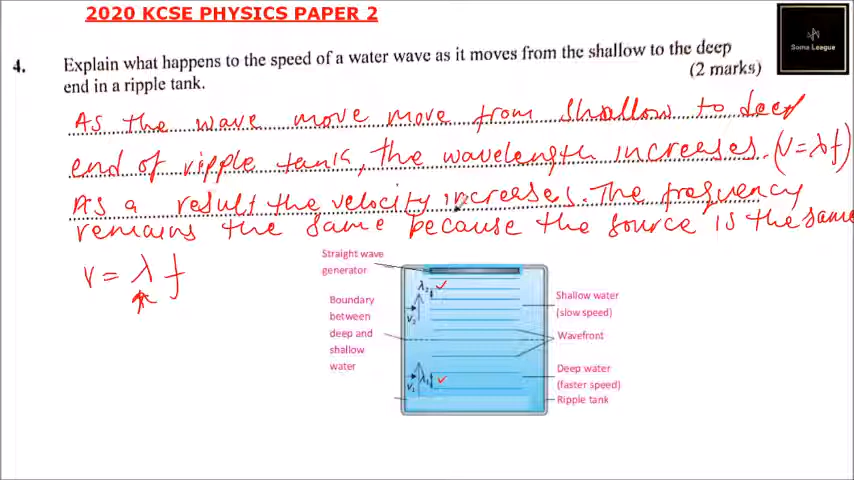 2020 KCSE PHYSICS PAPER 2
Soma League
4. Explain what happens to the speed of a water wave as it moves from the shallow to the deep
end in a ripple tank. (2 marks)
As the wave move move from shallow to deep
end of ripple tank, the wavelength increases. (V=λf)
As a result the velocity increases. The frequency
remains the same because the source is the same
V = λ f
Straight wave
generator
Boundary
between
deep and
shallow
water
λ₂
V₂
λ₁
V₁
Shallow water
(slow speed)
Wavefront
Deep water
(faster speed)
Ripple tank